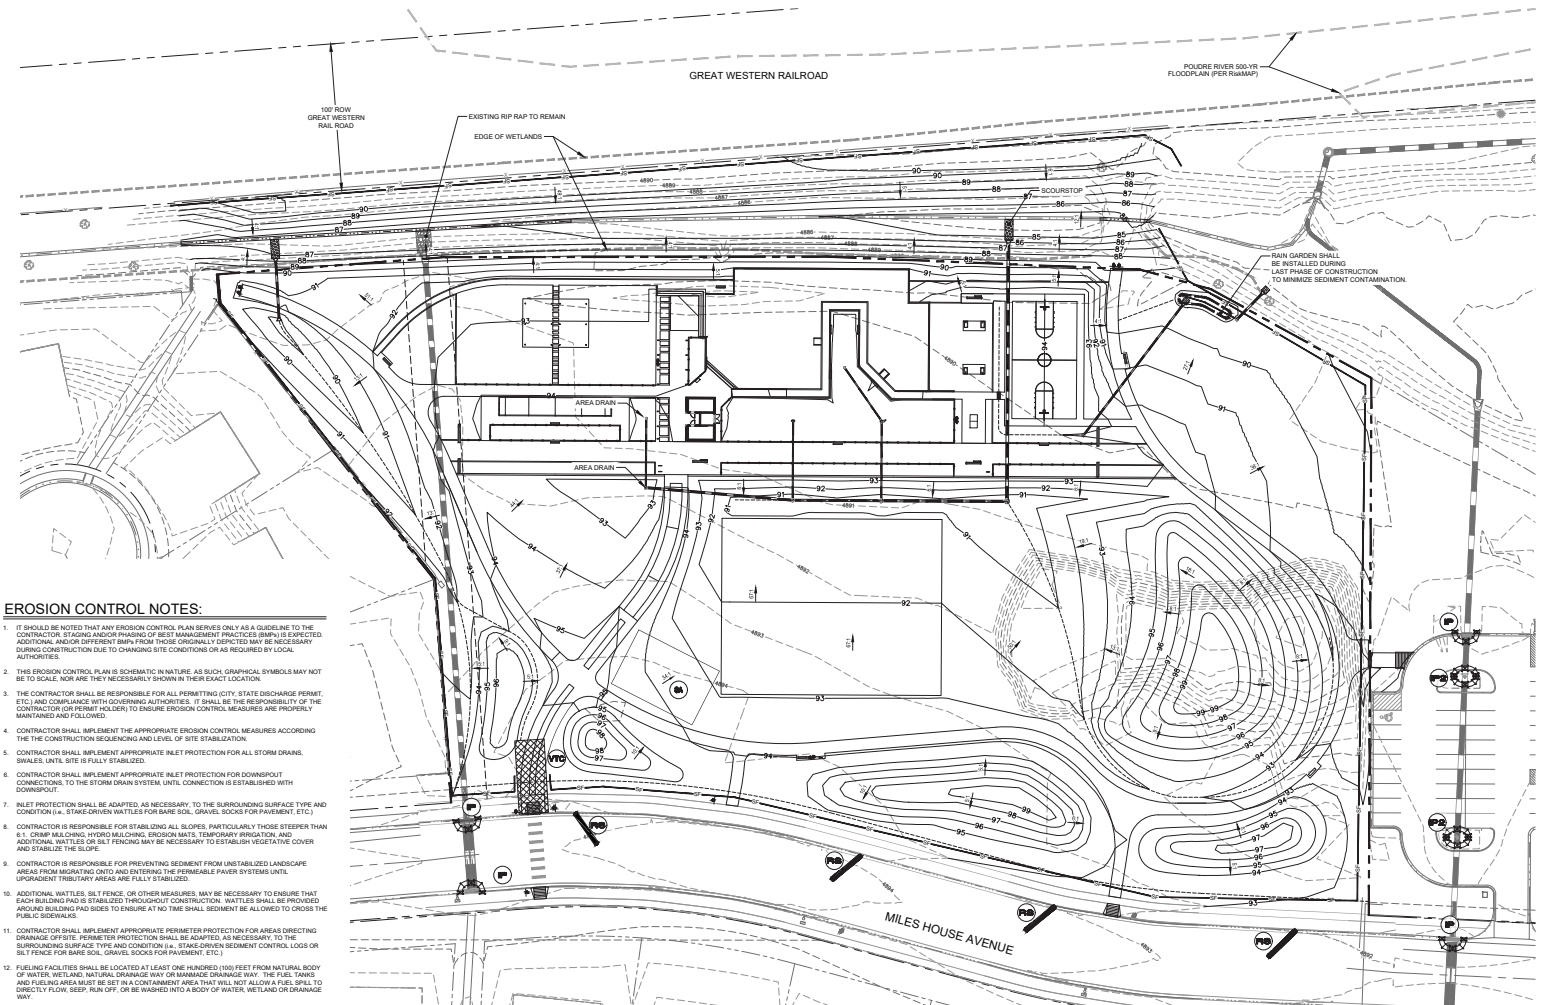 GREAT WESTERN RAILROAD
POUDRE RIVER 500-YR
FLOODPLAIN (PER RiskMAP)
100' ROW
GREAT WESTERN
RAIL ROAD
EXISTING RIP RAP TO REMAIN
EDGE OF WETLANDS
SCOURSTOP
RAIN GARDEN SHALL
BE INSTALLED DURING
LAST PHASE OF CONSTRUCTION
TO MINIMIZE SEDIMENT CONTAMINATION.
AREA DRAIN
AREA DRAIN
SA
VTC
IP
IP
RS
RS
RS
RS
IP
IP2
IP2
IP
MILES HOUSE AVENUE
EROSION CONTROL NOTES:
1. IT SHOULD BE NOTED THAT ANY EROSION CONTROL PLAN SERVES ONLY AS A GUIDELINE TO THE
CONTRACTOR. STAGING AND/OR PHASING OF BEST MANAGEMENT PRACTICES (BMPs) IS EXPECTED.
ADDITIONAL AND/OR DIFFERENT BMPs FROM THOSE ORIGINALLY DEPICTED MAY BE NECESSARY
DURING CONSTRUCTION DUE TO CHANGING SITE CONDITIONS OR AS REQUIRED BY LOCAL
AUTHORITIES.
2. THIS EROSION CONTROL PLAN IS SCHEMATIC IN NATURE. AS SUCH, GRAPHICAL SYMBOLS MAY NOT
BE TO SCALE, NOR ARE THEY NECESSARILY SHOWN IN THEIR EXACT LOCATION.
3. THE CONTRACTOR SHALL BE RESPONSIBLE FOR ALL PERMITTING (CITY, STATE DISCHARGE PERMIT,
ETC.) AND COMPLIANCE WITH GOVERNING AUTHORITIES. IT SHALL BE THE RESPONSIBILITY OF THE
CONTRACTOR (OR PERMIT HOLDER) TO ENSURE EROSION CONTROL MEASURES ARE PROPERLY
MAINTAINED AND FOLLOWED.
4. CONTRACTOR SHALL IMPLEMENT THE APPROPRIATE EROSION CONTROL MEASURES ACCORDING
THE THE CONSTRUCTION SEQUENCING AND LEVEL OF SITE STABILIZATION.
5. CONTRACTOR SHALL IMPLEMENT APPROPRIATE INLET PROTECTION FOR ALL STORM DRAINS,
SWALES, UNTIL SITE IS FULLY STABILIZED.
6. CONTRACTOR SHALL IMPLEMENT APPROPRIATE INLET PROTECTION FOR DOWNSPOUT
CONNECTIONS, TO THE STORM DRAIN SYSTEM, UNTIL CONNECTION IS ESTABLISHED WITH
DOWNSPOUT.
7. INLET PROTECTION SHALL BE ADAPTED, AS NECESSARY, TO THE SURROUNDING SURFACE TYPE AND
CONDITION (i.e., STAKE-DRIVEN WATTLES FOR BARE SOIL, GRAVEL SOCKS FOR PAVEMENT, ETC.)
8. CONTRACTOR IS RESPONSIBLE FOR STABILIZING ALL SLOPES, PARTICULARLY THOSE STEEPER THAN
6:1. CRIMP MULCHING, HYDRO MULCHING, EROSION MATS, TEMPORARY IRRIGATION, AND
ADDITIONAL WATTLES OR SILT FENCING MAY BE NECESSARY TO ESTABLISH VEGETATIVE COVER
AND STABILIZE THE SLOPE.
9. CONTRACTOR IS RESPONSIBLE FOR PREVENTING SEDIMENT FROM UNSTABILIZED LANDSCAPE
AREAS FROM MIGRATING ONTO AND ENTERING THE PERMEABLE PAVER SYSTEMS UNTIL
UPGRADIENT TRIBUTARY AREAS ARE FULLY STABILIZED.
10. ADDITIONAL WATTLES, SILT FENCE, OR OTHER MEASURES, MAY BE NECESSARY TO ENSURE THAT
EACH BUILDING PAD IS STABILIZED THROUGHOUT CONSTRUCTION. WATTLES SHALL BE PROVIDED
AROUND BUILDING PAD SIDES TO ENSURE AT NO TIME SHALL SEDIMENT BE ALLOWED TO CROSS THE
PUBLIC SIDEWALKS.
11. CONTRACTOR SHALL IMPLEMENT APPROPRIATE PERIMETER PROTECTION FOR AREAS DIRECTING
DRAINAGE OFFSITE. PERIMETER PROTECTION SHALL BE ADAPTED, AS NECESSARY, TO THE
SURROUNDING SURFACE TYPE AND CONDITION (i.e., STAKE-DRIVEN SEDIMENT CONTROL LOGS OR
SILT FENCE FOR BARE SOIL, GRAVEL SOCKS FOR PAVEMENT, ETC.)
12. FUELING FACILITIES SHALL BE LOCATED AT LEAST ONE HUNDRED (100) FEET FROM NATURAL BODY
OF WATER, WETLAND, NATURAL DRAINAGE WAY OR MANMADE DRAINAGE WAY. THE FUEL TANKS
AND FUELING AREA MUST BE SET IN A CONTAINMENT AREA THAT WILL NOT ALLOW A FUEL SPILL TO
DIRECTLY FLOW, SEEP, RUN OFF, OR BE WASHED INTO A BODY OF WATER, WETLAND OR DRAINAGE
WAY.